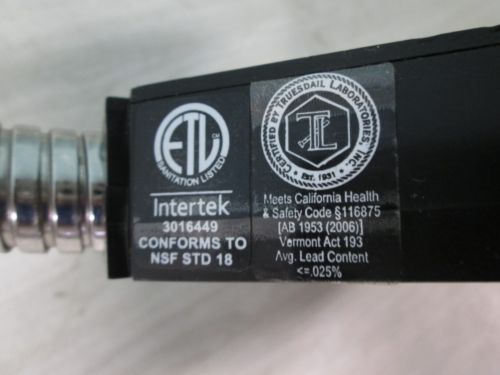 ETL
SANITATION LISTED
Intertek
3016449
CONFORMS TO
NSF STD 18
CERTIFIED BY TRUESDAIL LABORATORIES, INC.
TL
EST. 1931
Meets California Health
& Safety Code §116875
[AB 1953 (2006)]
Vermont Act 193
Avg. Lead Content
<=.025%